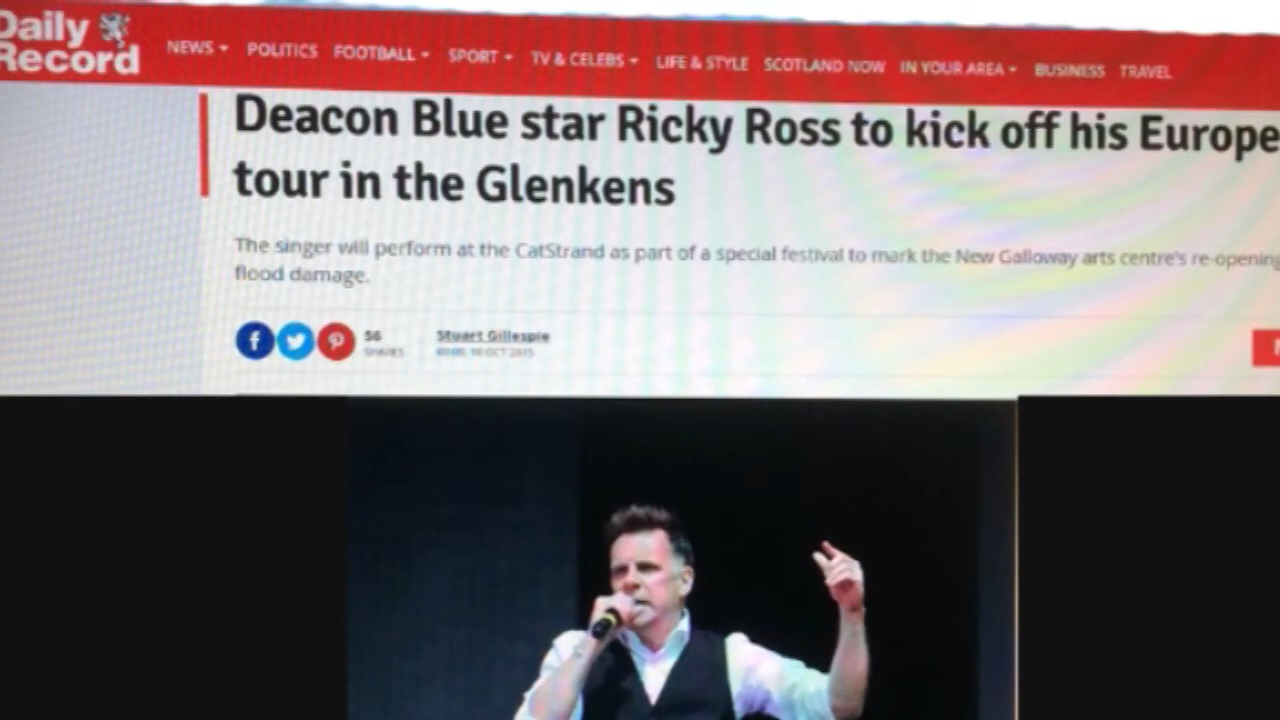 Daily
Record
NEWS POLITICS FOOTBALL SPORT TV & CELEBS LIFE & STYLE SCOTLAND NOW IN YOUR AREA BUSINESS TRAVEL
Deacon Blue star Ricky Ross to kick off his Europe
tour in the Glenkens
The singer will perform at the CatStrand as part of a special festival to mark the New Galloway arts centre's re-opening
flood damage.
56
SHARES
Stuart Gillespie
OCT 2015